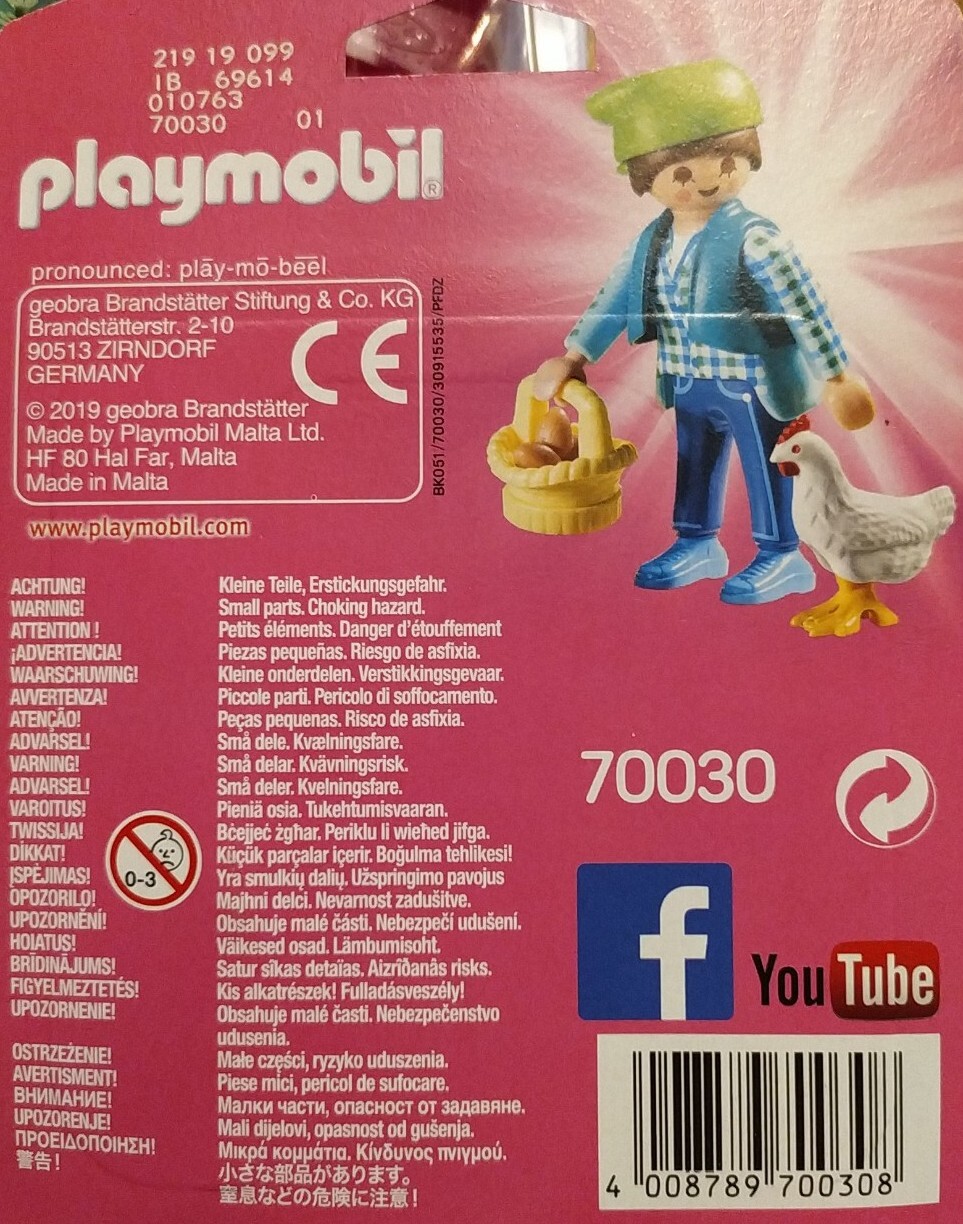 219 19 099
IB 69614
010763
70030 01
playmobil®
pronounced: plāy-mō-bēēl
geobra Brandstätter Stiftung & Co. KG
Brandstätterstr. 2-10
90513 ZIRNDORF
GERMANY
CE
© 2019 geobra Brandstätter
Made by Playmobil Malta Ltd.
HF 80 Hal Far, Malta
Made in Malta
BK051/70030/30915535/PFDZ
www.playmobil.com
ACHTUNG! Kleine Teile, Erstickungsgefahr.
WARNING! Small parts. Choking hazard.
ATTENTION ! Petits éléments. Danger d'étouffement
¡ADVERTENCIA! Piezas pequeñas. Riesgo de asfixia.
WAARSCHUWING! Kleine onderdelen. Verstikkingsgevaar.
AVVERTENZA! Piccole parti. Pericolo di soffocamento.
ATENÇÃO! Peças pequenas. Risco de asfixia.
ADVARSEL! Små dele. Kvælningsfare.
VARNING! Små delar. Kvävningsrisk.
ADVARSEL! Små deler. Kvelningsfare.
VAROITUS! Pieniä osia. Tukehtumisvaaran.
TWISSIJA! Bċejjeċ żgħar. Periklu li wieħed jifga.
DİKKAT! Küçük parçalar içerir. Boğulma tehlikesi!
ĮSPĖJIMAS! Yra smulkių dalių. Užspringimo pavojus
OPOZORILO! Majhni delci. Nevarnost zadušitve.
UPOZORNĚNÍ! Obsahuje malé části. Nebezpečí udušení.
HOIATUS! Väikesed osad. Lämbumisoht.
BRĪDINĀJUMS! Satur sīkas detaļas. Aizrīšanās risks.
FIGYELMEZTETÉS! Kis alkatrészek! Fulladásveszély!
UPOZORNENIE! Obsahuje malé časti. Nebezpečenstvo
udusenia.
OSTRZEŻENIE! Małe części, ryzyko uduszenia.
AVERTISMENT! Piese mici, pericol de sufocare.
ВНИМАНИЕ! Малки части, опасност от задавяне.
UPOZORENJE! Mali dijelovi, opasnost od gušenja.
ΠΡΟΕΙΔΟΠΟΙΗΣΗ! Μικρά κομμάτια. Κίνδυνος πνιγμού.
警告! 小さな部品があります。
窒息などの危険に注意!
0-3
70030
f
YouTube
4 008789 700308